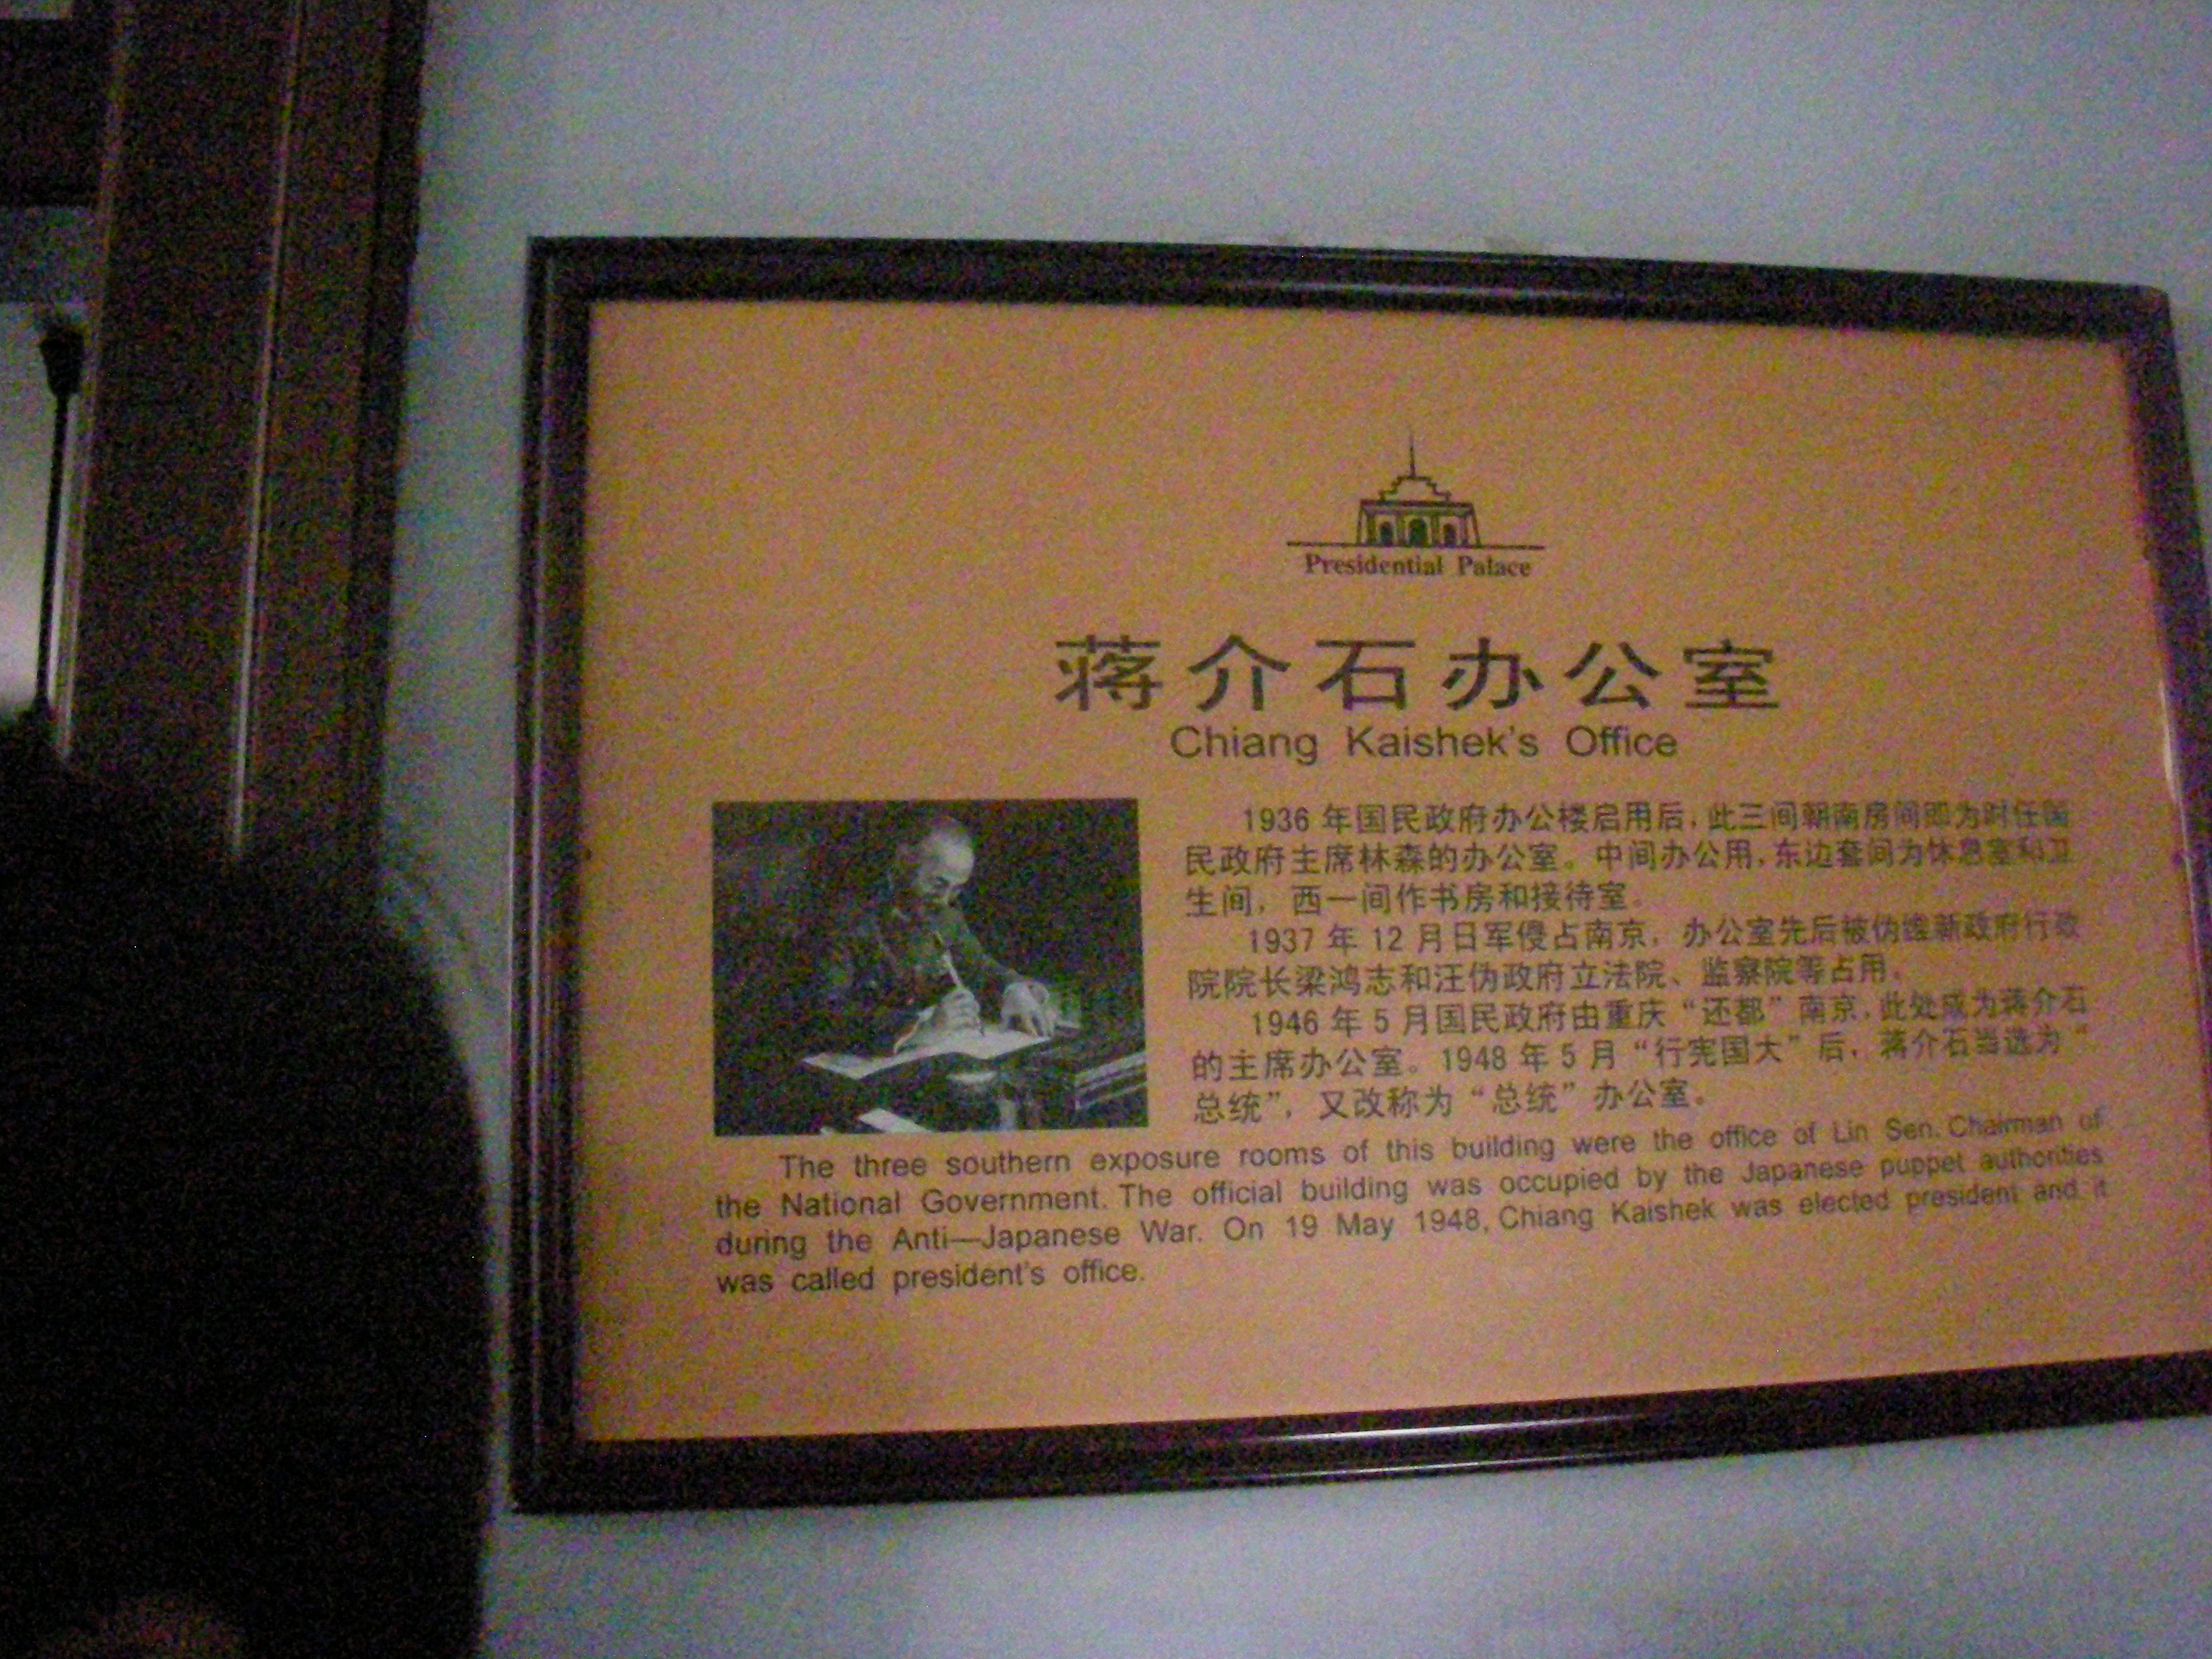 Presidential Palace
蒋介石办公室
Chiang Kaishek's Office
1936 年国民政府办公楼启用后，此三间朝南房间即为时任国
民政府主席林森的办公室。中间办公用，东边套间为休息室和卫
生间，西一间作书房和接待室。
1937 年 12 月日军侵占南京，办公室先后被伪维新政府行政
院院长梁鸿志和汪伪政府立法院、监察院等占用。
1946 年 5 月国民政府由重庆“还都”南京，此处成为蒋介石
的主席办公室。1948 年 5 月“行宪国大”后，蒋介石当选为“
总统”，又改称为“总统”办公室。
The three southern exposure rooms of this building were the office of Lin Sen. Chairman of
the National Government. The official building was occupied by the Japanese puppet authorities
during the Anti—Japanese War. On 19 May 1948, Chiang Kaishek was elected president and it
was called president's office.